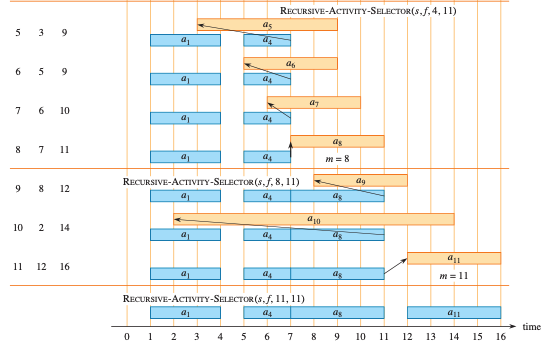 RECURSIVE-ACTIVITY-SELECTOR(s, f, 4, 11)
5 3 9 a5
a1 a4
a6
6 5 9 a1 a4
a7
7 6 10 a1 a4
a8
8 7 11 a1 a4 m = 8
RECURSIVE-ACTIVITY-SELECTOR(s, f, 8, 11) a9
9 8 12 a1 a4 a8
a10
10 2 14 a1 a4 a8
a11
11 12 16 a1 a4 a8 m = 11
RECURSIVE-ACTIVITY-SELECTOR(s, f, 11, 11)
a1 a4 a8 a11
time
0 1 2 3 4 5 6 7 8 9 10 11 12 13 14 15 16